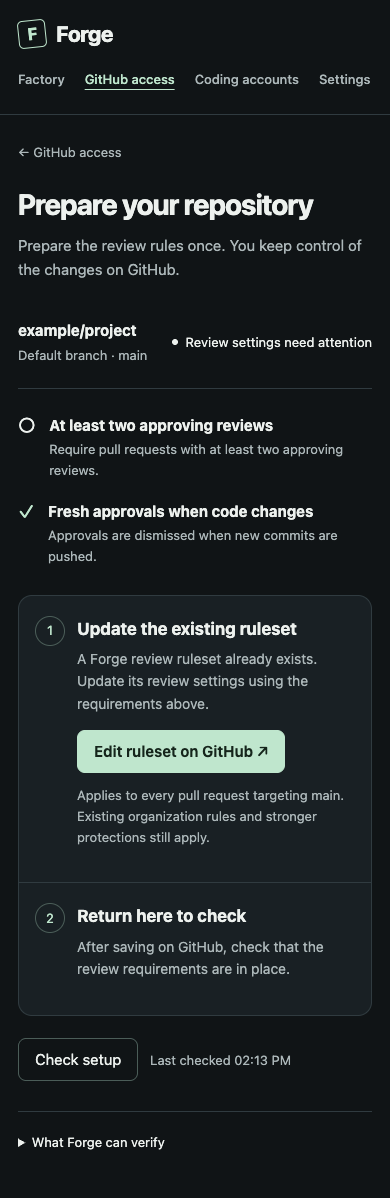 F Forge
Factory GitHub access Coding accounts Settings
← GitHub access
Prepare your repository
Prepare the review rules once. You keep control of
the changes on GitHub.
example/project
Default branch · main
• Review settings need attention
At least two approving reviews
Require pull requests with at least two approving
reviews.
Fresh approvals when code changes
Approvals are dismissed when new commits are
pushed.
1 Update the existing ruleset
A Forge review ruleset already exists.
Update its review settings using the
requirements above.
Edit ruleset on GitHub ↗
Applies to every pull request targeting main.
Existing organization rules and stronger
protections still apply.
2 Return here to check
After saving on GitHub, check that the
review requirements are in place.
Check setup Last checked 02:13 PM
▶ What Forge can verify